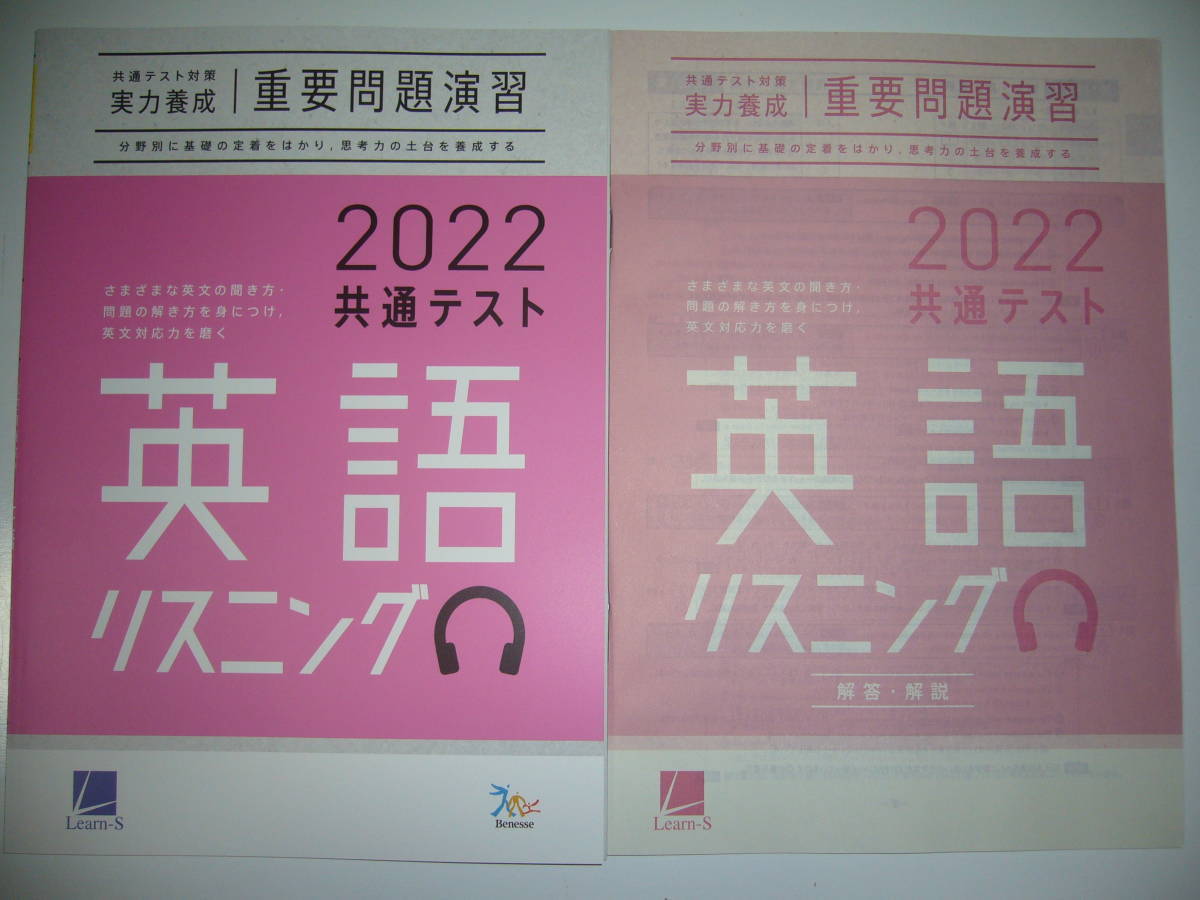 共通テスト対策
実力養成
重要問題演習
分野別に基礎の定着をはかり，思考力の土台を養成する
2022
共通テスト
さまざまな英文の聞き方・
問題の解き方を身につけ，
英文対応力を磨く
英語
リスニング
Learn-S
Benesse
共通テスト対策
実力養成
重要問題演習
分野別に基礎の定着をはかり，思考力の土台を養成する
2022
共通テスト
さまざまな英文の聞き方・
問題の解き方を身につけ，
英文対応力を磨く
英語
リスニング
解答・解説
Learn-S